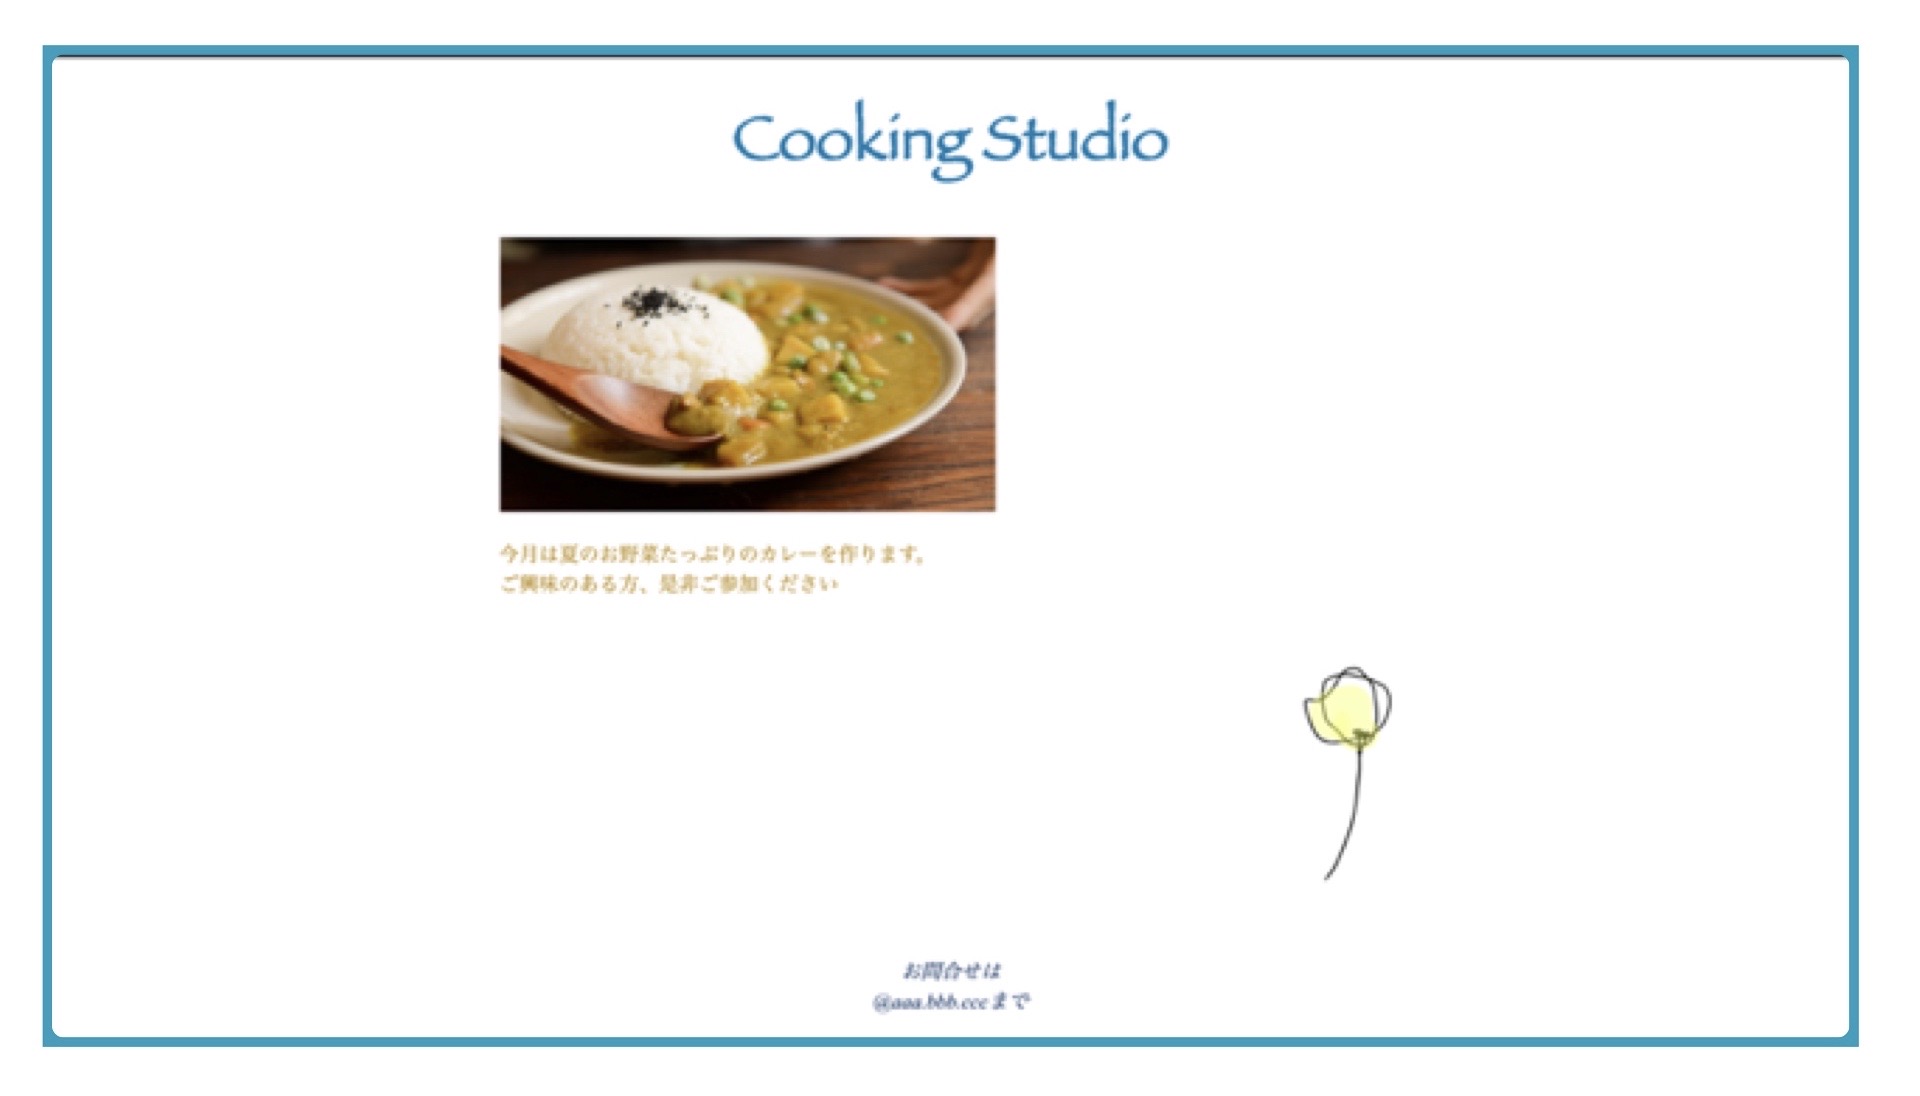 Cooking Studio
今月は夏のお野菜たっぷりのカレーを作ります。
ご興味のある方、是非ご参加ください
お問合せは
@aaa.bbb.cccまで